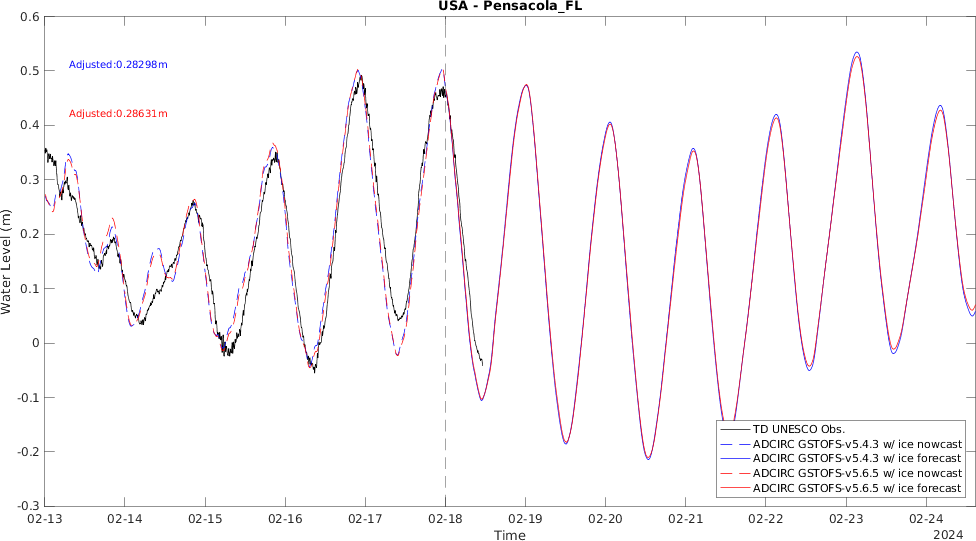 USA - Pensacola_FL
0.6
0.5
0.4
0.3
0.2
0.1
0
-0.1
-0.2
-0.3
Water Level (m)
Adjusted:0.28298m
Adjusted:0.28631m
TD UNESCO Obs.
ADCIRC GSTOFS-v5.4.3 w/ ice nowcast
ADCIRC GSTOFS-v5.4.3 w/ ice forecast
ADCIRC GSTOFS-v5.6.5 w/ ice nowcast
ADCIRC GSTOFS-v5.6.5 w/ ice forecast
02-13 02-14 02-15 02-16 02-17 02-18 02-19 02-20 02-21 02-22 02-23 02-24
Time
2024